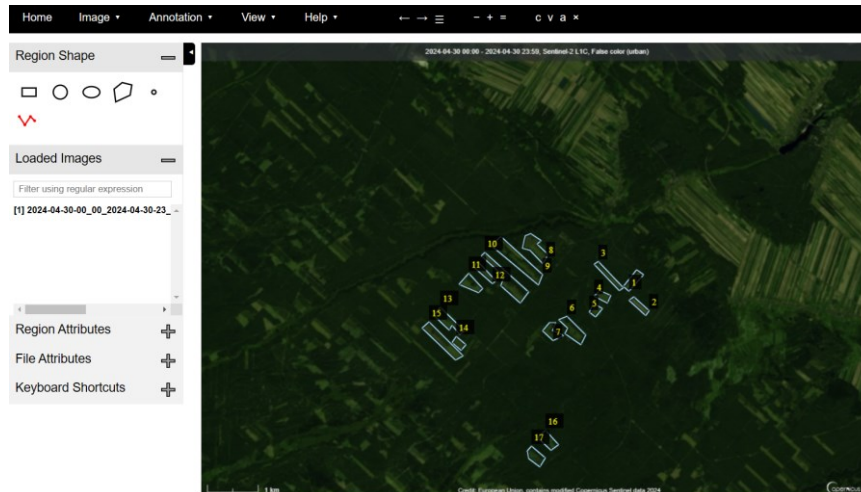 Home Image ▾ Annotation ▾ View ▾ Help ▾ ← → ☰ − + = c v a ×
Region Shape
Loaded Images
Filter using regular expression
[1] 2024-04-30-00_00_2024-04-30-23_
Region Attributes
File Attributes
Keyboard Shortcuts
2024-04-30 00:00 - 2024-04-30 23:59, Sentinel-2 L1C, False color (urban)
10
8
3
11
9
12
1
4
13
2
5
6
15
14
7
16
17
1 km
Credit: European Union, contains modified Copernicus Sentinel data 2024
opernicus